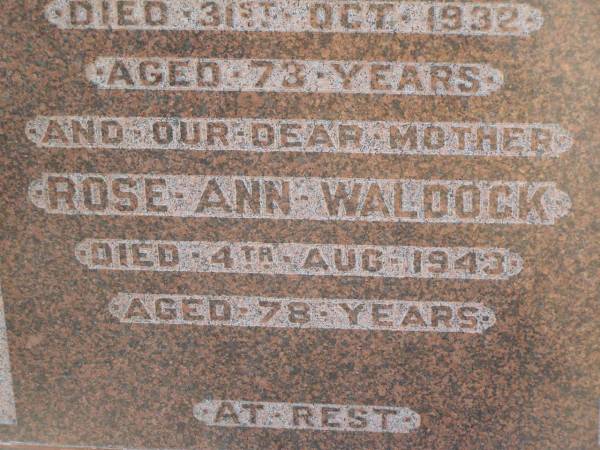 DIED · 31ST · OCT · 1932 ·
· AGED · 73 · YEARS ·
· AND · OUR · DEAR · MOTHER ·
· ROSE · ANN · WALDOCK ·
· DIED · 4TH · AUG · 1943 ·
· AGED · 78 · YEARS ·
· AT · REST ·